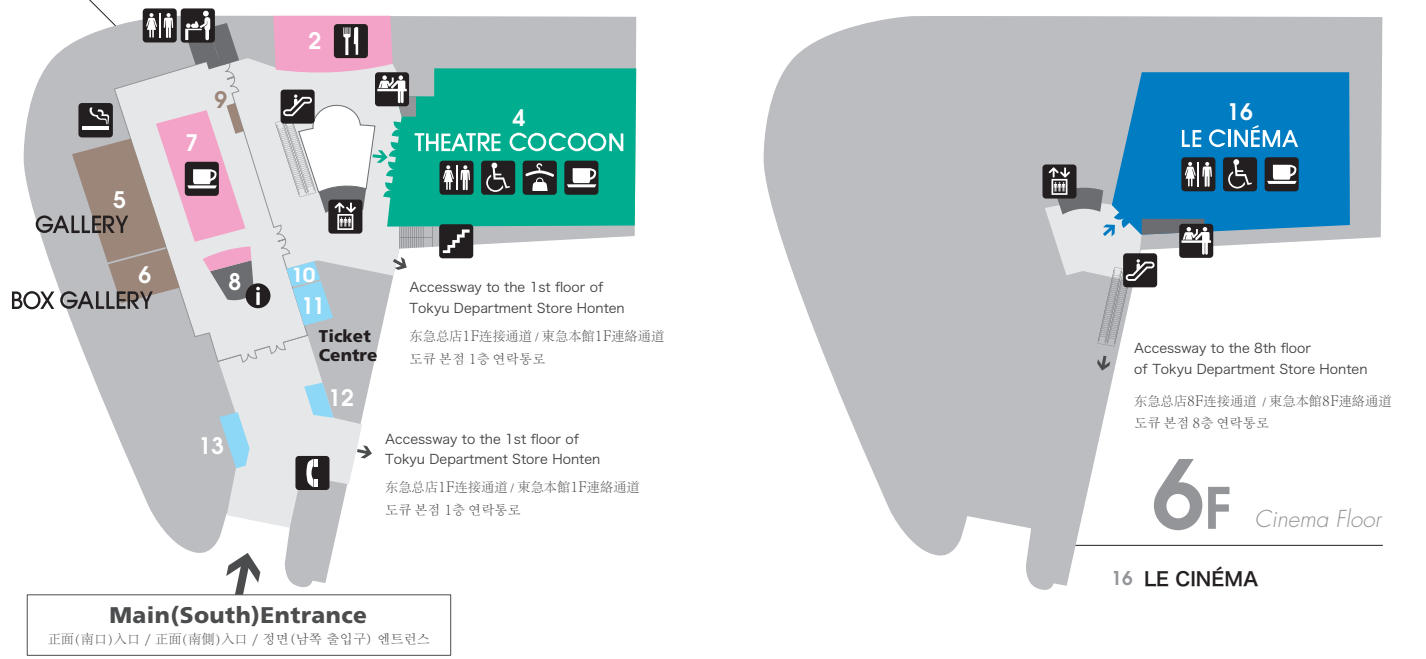 2
9
7
4
THEATRE COCOON
5
GALLERY
6
BOX GALLERY
8
i
10
11
Ticket
Centre
12
13
Accessway to the 1st floor of
Tokyu Department Store Honten
东急总店1F连接通道 / 東急本館1F連絡通道
도큐 본점 1층 연락통로
Accessway to the 1st floor of
Tokyu Department Store Honten
东急总店1F连接通道 / 東急本館1F連絡通道
도큐 본점 1층 연락통로
Main(South)Entrance
正面(南口)入口 / 正面(南側)入口 / 정면(남쪽 출입구) 엔트런스
16
LE CINÉMA
Accessway to the 8th floor
of Tokyu Department Store Honten
东急总店8F连接通道 / 東急本館8F連絡通道
도큐 본점 8층 연락통로
6F Cinema Floor
16 LE CINÉMA